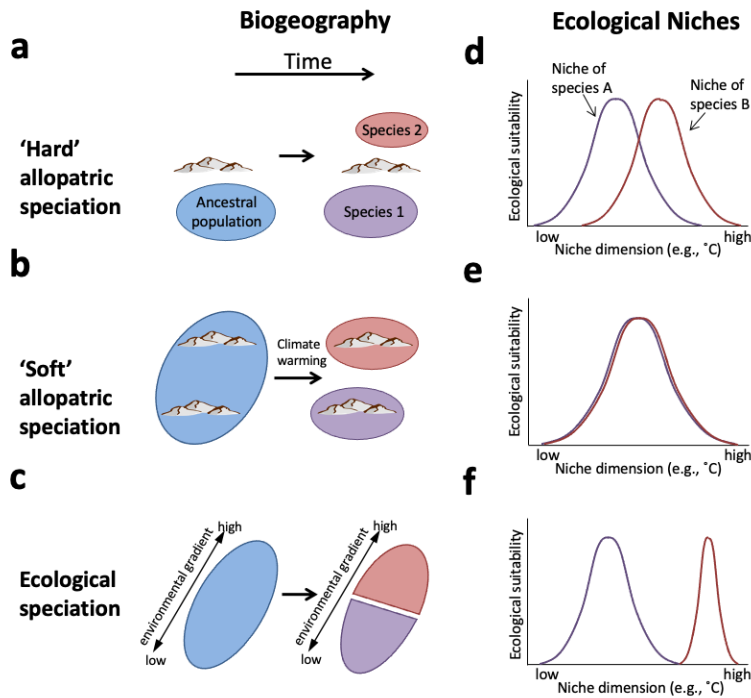 Biogeography
Ecological Niches
a
Time
'Hard'
allopatric
speciation
Ancestral
population
Species 2
Species 1
d
Niche of
species A
Niche of
species B
Ecological suitability
low
high
Niche dimension (e.g., ˚C)
b
'Soft'
allopatric
speciation
Climate
warming
e
Ecological suitability
low
high
Niche dimension (e.g., ˚C)
c
Ecological
speciation
high
environmental gradient
low
high
environmental gradient
low
f
Ecological suitability
low
high
Niche dimension (e.g., ˚C)